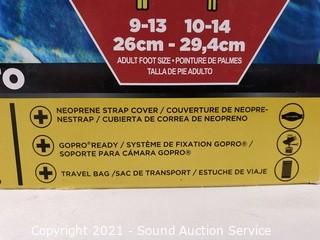 9-13 10-14
26cm - 29,4cm
ADULT FOOT SIZE • POINTURE DE PALMES
TALLA DE PIE ADULTO
TO
NEOPRENE STRAP COVER / COUVERTURE DE NEOPRE-
NESTRAP / CUBIERTA DE CORREA DE NEOPRENO
GOPRO® READY / SYSTÈME DE FIXATION GOPRO® /
SOPORTE PARA CÁMARA GOPRO®
TRAVEL BAG /SAC DE TRANSPORT / ESTUCHE DE VIAJE
Copyright 2021 - Sound Auction Service